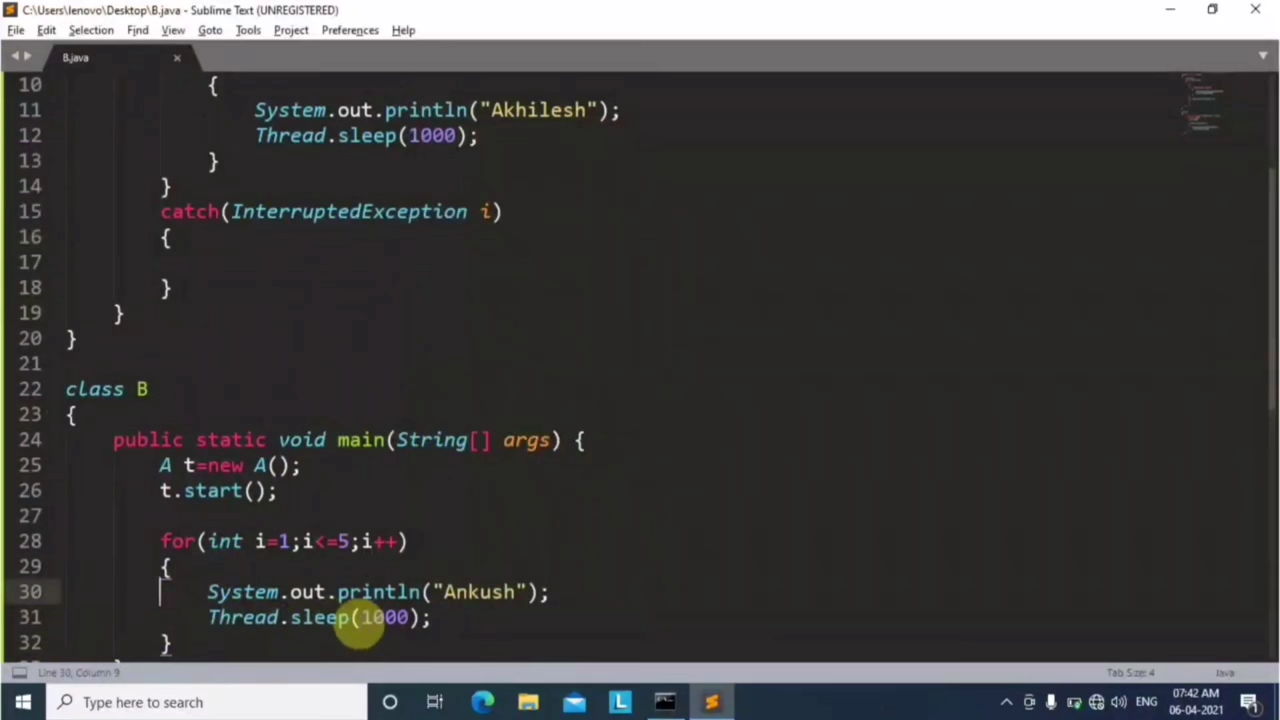 C:\Users\lenovo\Desktop\B.java - Sublime Text (UNREGISTERED)
File Edit Selection Find View Goto Tools Project Preferences Help
B.java
10 {
11 System.out.println("Akhilesh");
12 Thread.sleep(1000);
13 }
14 }
15 catch(InterruptedException i)
16 {
17
18 }
19 }
20 }
21
22 class B
23 {
24 public static void main(String[] args) {
25 A t=new A();
26 t.start();
27
28 for(int i=1;i<=5;i++)
29 {
30 System.out.println("Ankush");
31 Thread.sleep(1000);
32 }
Line 30, Column 9 Tab Size: 4 Java
Type here to search L ENG 07:42 AM
06-04-2021 1